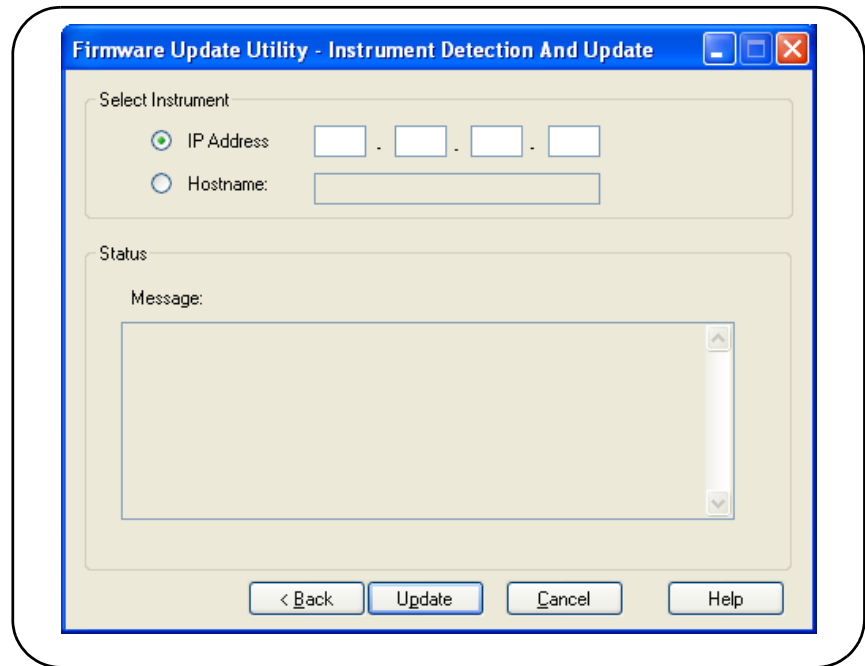 Firmware Update Utility - Instrument Detection And Update
Select Instrument
IP Address . . .
Hostname:
Status
Message:
< Back Update Cancel Help